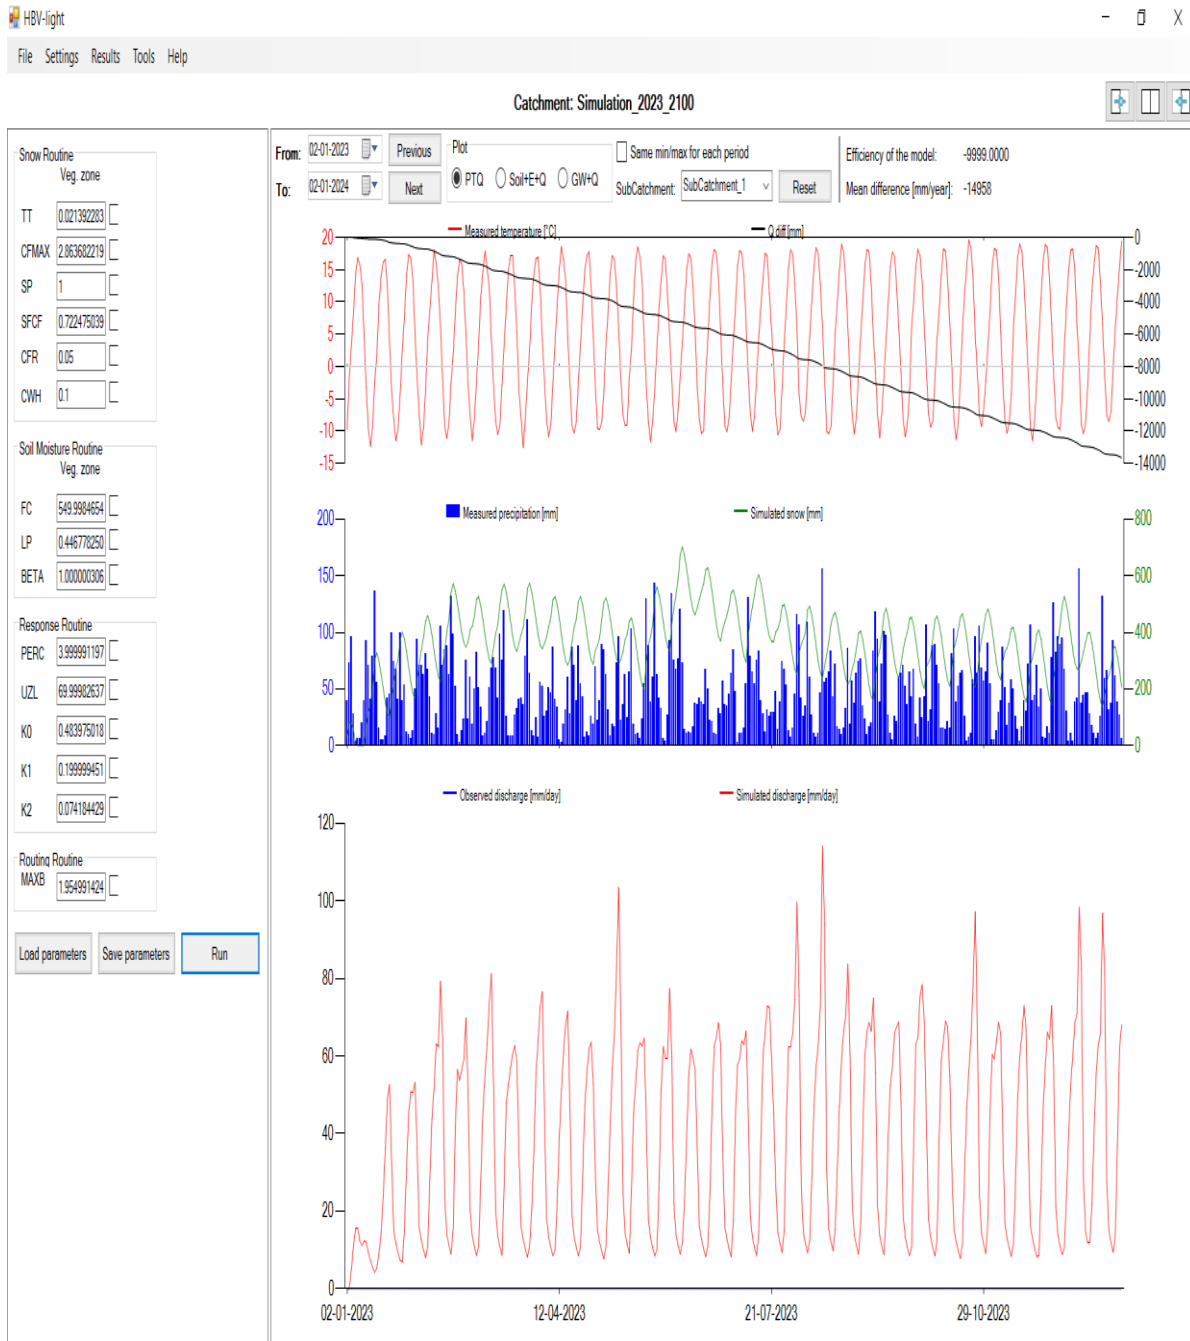 HBV-light
File Settings Results Tools Help
Catchment: Simulation_2023_2100
Snow Routine
Veg. zone
TT 0.021392283
CFMAX 2.863682219
SP 1
SFCF 0.722475039
CFR 0.05
CWH 0.1
Soil Moisture Routine
Veg. zone
FC 549.9984654
LP 0.446778250
BETA 1.000000306
Response Routine
PERC 3.999991197
UZL 69.99982637
K0 0.483975018
K1 0.199999451
K2 0.074184429
Routing Routine
MAXB 1.954991424
Load parameters Save parameters Run
From: 02-01-2023 Previous
To: 02-01-2024 Next
Plot
PTQ Soil+E+Q GW+Q
Same min/max for each period
SubCatchment: SubCatchment_1 Reset
Efficiency of the model: -9999.0000
Mean difference [mm/year]: -14958
Measured temperature [°C] Q diff [mm]
20 0
15 -2000
10 -4000
5 -6000
0 -8000
-5 -10000
-10 -12000
-15 -14000
Measured precipitation [mm] Simulated snow [mm]
200 800
150 600
100 400
50 200
0 0
Observed discharge [mm/day] Simulated discharge [mm/day]
120
100
80
60
40
20
0
02-01-2023 12-04-2023 21-07-2023 29-10-2023